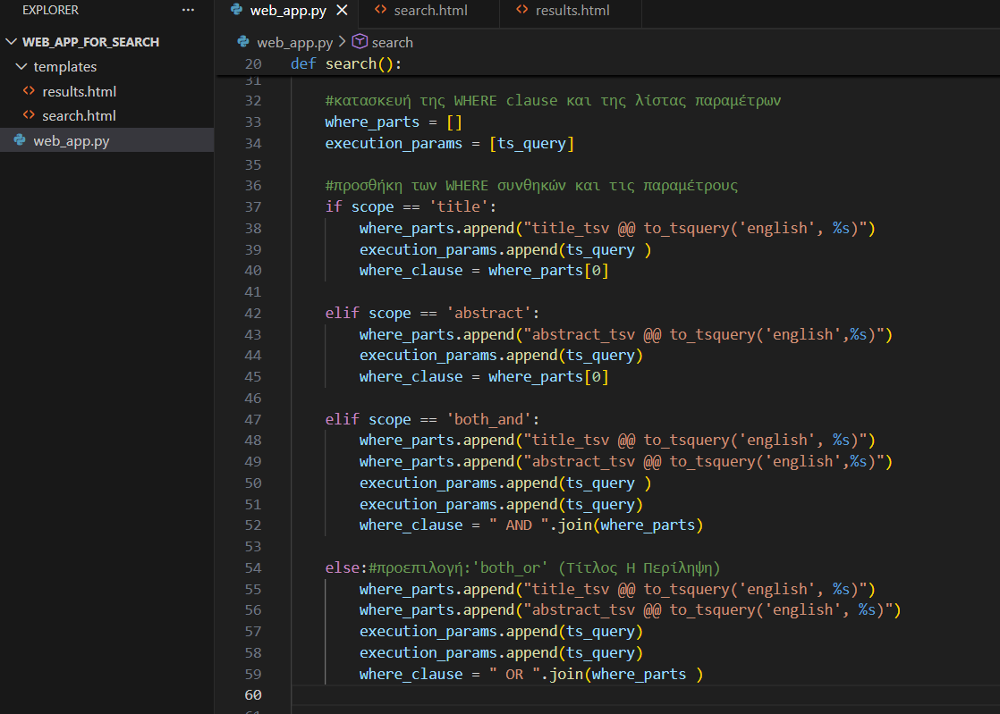 EXPLORER ...
WEB_APP_FOR_SEARCH
templates
<> results.html
<> search.html
web_app.py
web_app.py × <> search.html <> results.html
web_app.py > search
20 def search():
31
32 #κατασκευή της WHERE clause και της λίστας παραμέτρων
33 where_parts = []
34 execution_params = [ts_query]
35
36 #προσθήκη των WHERE συνθηκών και τις παραμέτρους
37 if scope == 'title':
38 where_parts.append("title_tsv @@ to_tsquery('english', %s)")
39 execution_params.append(ts_query )
40 where_clause = where_parts[0]
41
42 elif scope == 'abstract':
43 where_parts.append("abstract_tsv @@ to_tsquery('english',%s)")
44 execution_params.append(ts_query)
45 where_clause = where_parts[0]
46
47 elif scope == 'both_and':
48 where_parts.append("title_tsv @@ to_tsquery('english', %s)")
49 where_parts.append("abstract_tsv @@ to_tsquery('english',%s)")
50 execution_params.append(ts_query )
51 execution_params.append(ts_query)
52 where_clause = " AND ".join(where_parts)
53
54 else:#προεπιλογή:'both_or' (Τίτλος Η Περίληψη)
55 where_parts.append("title_tsv @@ to_tsquery('english', %s)")
56 where_parts.append("abstract_tsv @@ to_tsquery('english', %s)")
57 execution_params.append(ts_query)
58 execution_params.append(ts_query)
59 where_clause = " OR ".join(where_parts )
60
61